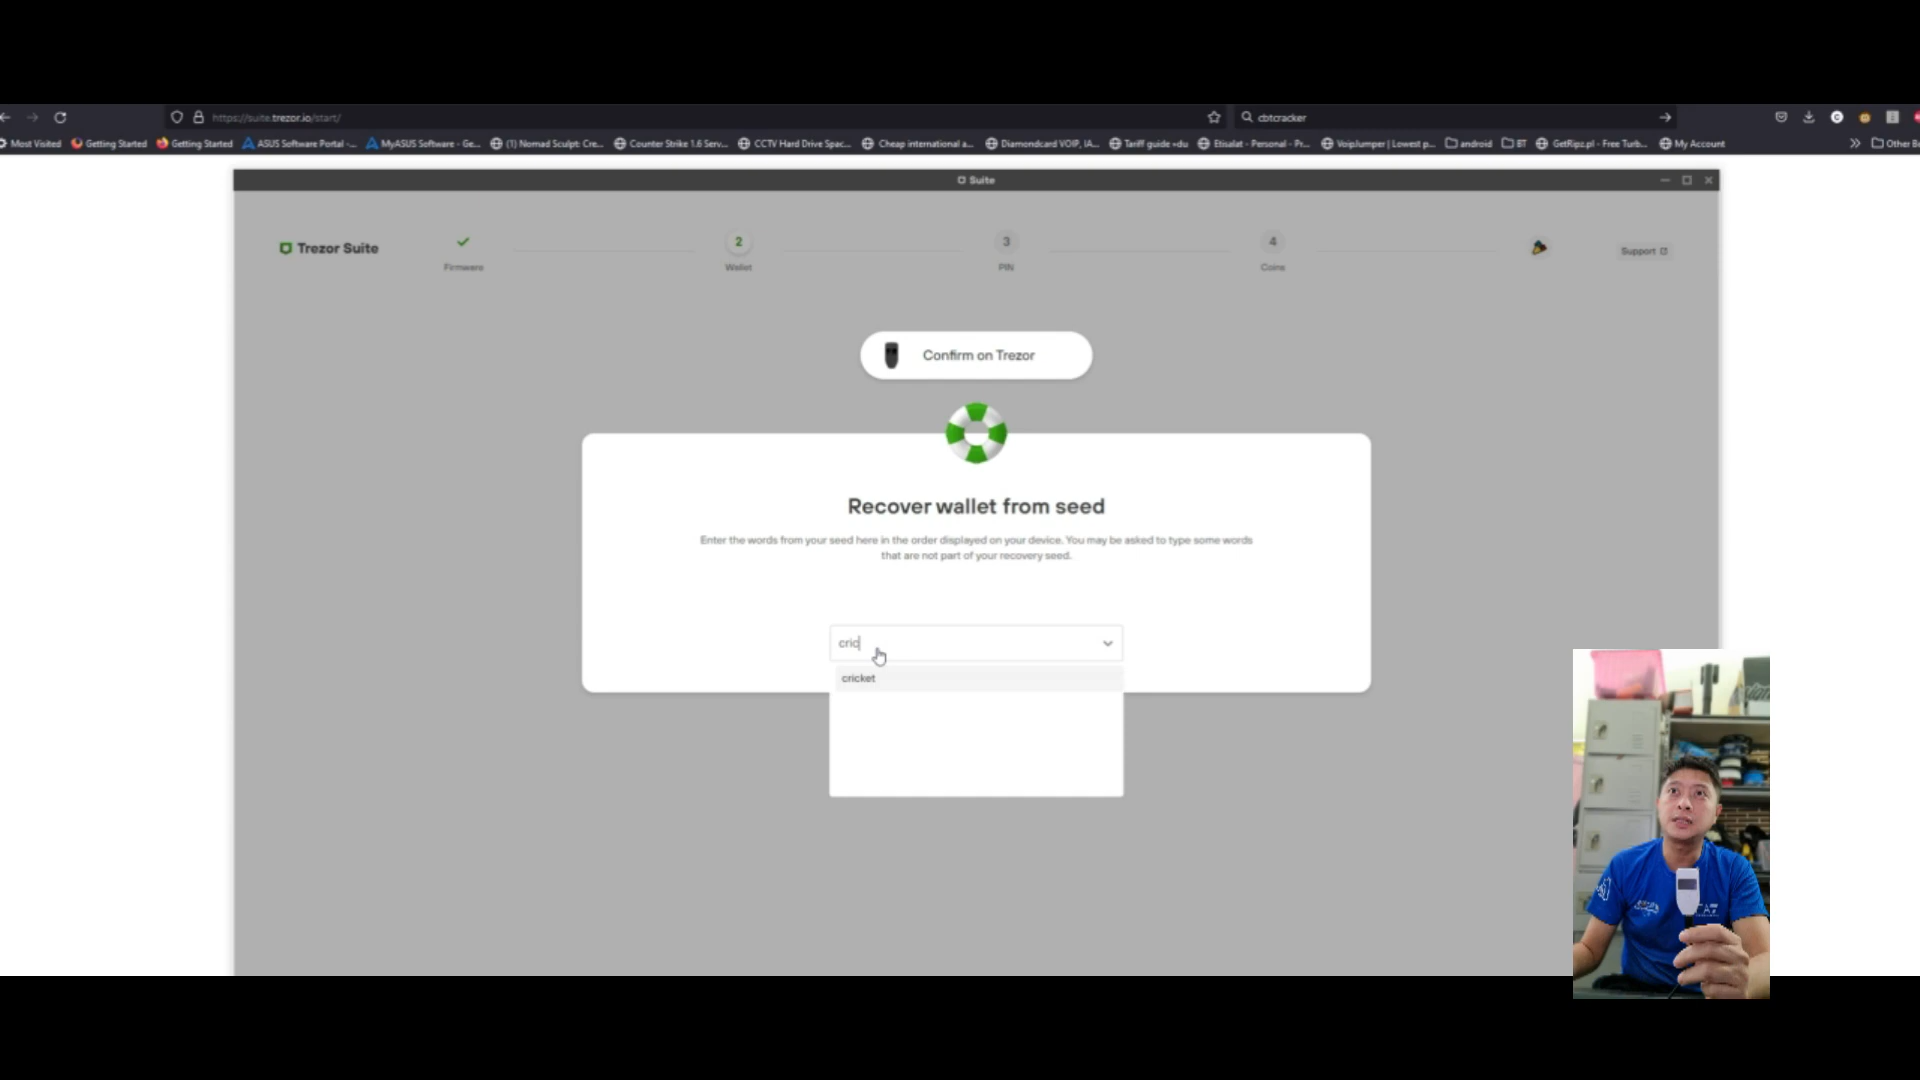 https://suite.trezor.io/start/
cbtcracker
Most Visited
Getting Started
Getting Started
ASUS Software Portal -...
MyASUS Software - Ge...
(1) Nomad Sculpt: Cre...
Counter Strike 1.6 Serv...
CCTV Hard Drive Spac...
Cheap international a...
Diamondcard VOIP, IA...
Tariff guide »du
Etisalat - Personal - Pr...
VoipJumper | Lowest p...
android
BT
GetRipz.pl - Free Turb...
My Account
Suite
Trezor Suite
Firmware
2
Wallet
3
PIN
4
Coins
Support
Confirm on Trezor
Recover wallet from seed
Enter the words from your seed here in the order displayed on your device. You may be asked to type some words
that are not part of your recovery seed.
cric
cricket